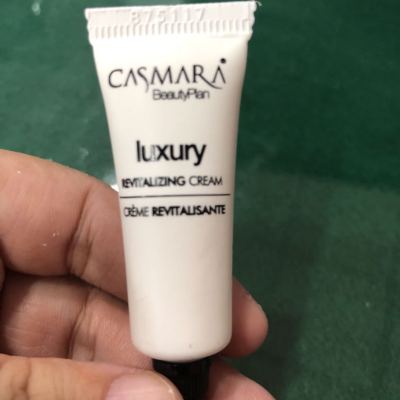 875117
CASMARA
BeautyPlan
luxury
REVITALIZING CREAM
CRÈME REVITALISANTE